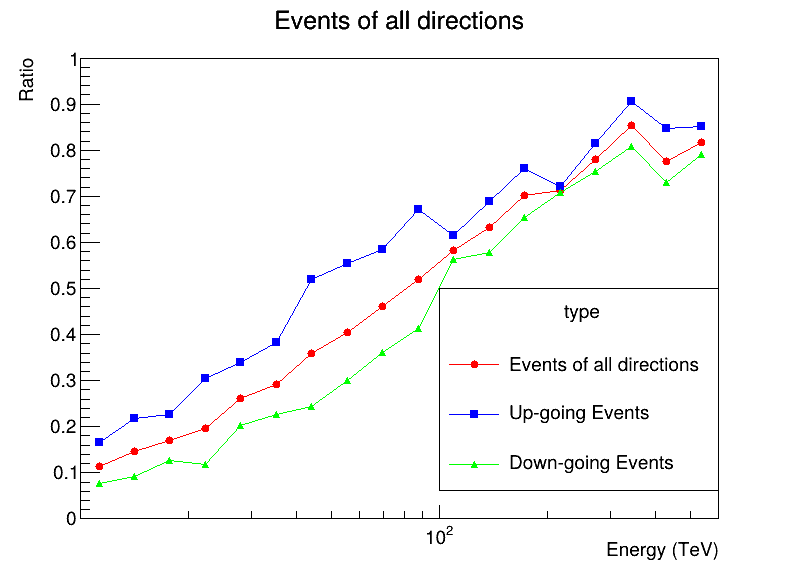 Events of all directions
Ratio
1
0.9
0.8
0.7
0.6
0.5
0.4
0.3
0.2
0.1
0
type
Events of all directions
Up-going Events
Down-going Events
10²
Energy (TeV)